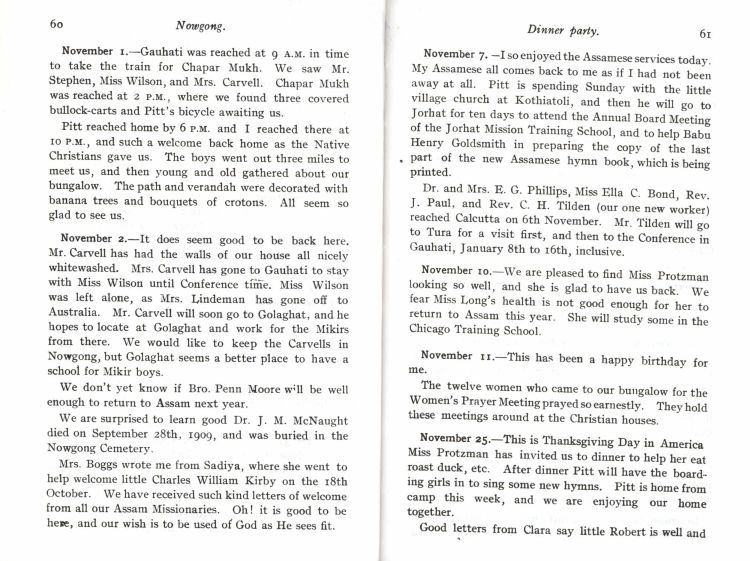 60
Nowgong.
November 1.—Gauhati was reached at 9 A.M. in time
to take the train for Chapar Mukh. We saw Mr.
Stephen, Miss Wilson, and Mrs. Carvell. Chapar Mukh
was reached at 2 P.M., where we found three covered
bullock-carts and Pitt's bicycle awaiting us.
Pitt reached home by 6 P.M. and I reached there at
10 P.M., and such a welcome back home as the Native
Christians gave us. The boys went out three miles to
meet us, and then young and old gathered about our
bungalow. The path and verandah were decorated with
banana trees and bouquets of crotons. All seem so
glad to see us.
November 2.—It does seem good to be back here.
Mr. Carvell has had the walls of our house all nicely
whitewashed. Mrs. Carvell has gone to Gauhati to stay
with Miss Wilson until Conference time. Miss Wilson
was left alone, as Mrs. Lindeman has gone off to
Australia. Mr. Carvell will soon go to Golaghat, and he
hopes to locate at Golaghat and work for the Mikirs
from there. We would like to keep the Carvells in
Nowgong, but Golaghat seems a better place to have a
school for Mikir boys.
We don't yet know if Bro. Penn Moore will be well
enough to return to Assam next year.
We are surprised to learn good Dr. J. M. McNaught
died on September 28th, 1909, and was buried in the
Nowgong Cemetery.
Mrs. Boggs wrote me from Sadiya, where she went to
help welcome little Charles William Kirby on the 18th
October. We have received such kind letters of welcome
from all our Assam Missionaries. Oh! it is good to be
here, and our wish is to be used of God as He sees fit.
Dinner party.
61
November 7. —I so enjoyed the Assamese services today.
My Assamese all comes back to me as if I had not been
away at all. Pitt is spending Sunday with the little
village church at Kothiatoli, and then he will go to
Jorhat for ten days to attend the Annual Board Meeting
of the Jorhat Mission Training School, and to help Babu
Henry Goldsmith in preparing the copy of the last
part of the new Assamese hymn book, which is being
printed.
Dr. and Mrs. E. G. Phillips, Miss Ella C. Bond, Rev.
J. Paul, and Rev. C. H. Tilden (our one new worker)
reached Calcutta on 6th November. Mr. Tilden will go
to Tura for a visit first, and then to the Conference in
Gauhati, January 8th to 16th, inclusive.
November 10.—We are pleased to find Miss Protzman
looking so well, and she is glad to have us back. We
fear Miss Long's health is not good enough for her to
return to Assam this year. She will study some in the
Chicago Training School.
November 11.—This has been a happy birthday for
me.
The twelve women who came to our bungalow for the
Women's Prayer Meeting prayed so earnestly. They hold
these meetings around at the Christian houses.
November 25.—This is Thanksgiving Day in America
Miss Protzman has invited us to dinner to help her eat
roast duck, etc. After dinner Pitt will have the board-
ing girls in to sing some new hymns. Pitt is home from
camp this week, and we are enjoying our home
together.
Good letters from Clara say little Robert is well and